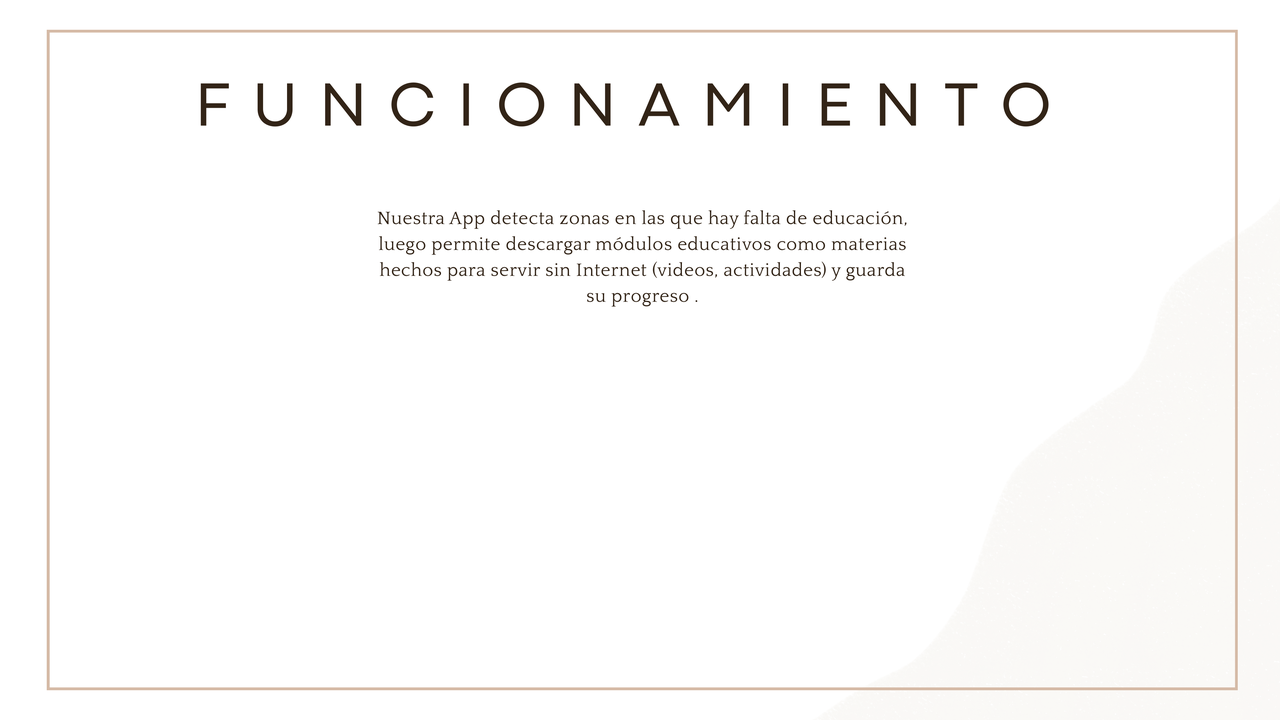 FUNCIONAMIENTO
Nuestra App detecta zonas en las que hay falta de educación,
luego permite descargar módulos educativos como materias
hechos para servir sin Internet (videos, actividades) y guarda
su progreso .